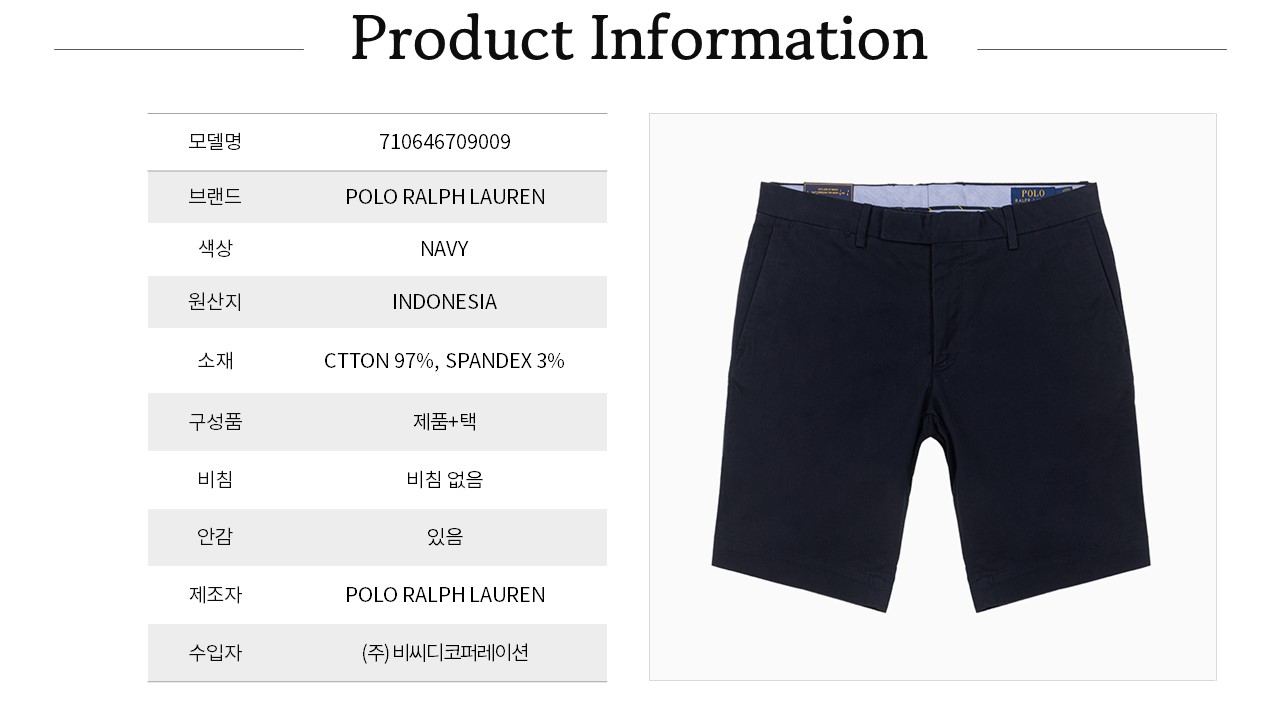 Product Information
모델명 710646709009
브랜드 POLO RALPH LAUREN
색상 NAVY
원산지 INDONESIA
소재 CTTON 97%, SPANDEX 3%
구성품 제품+택
비침 비침 없음
안감 있음
제조자 POLO RALPH LAUREN
수입자 (주)비씨디코퍼레이션
POLO